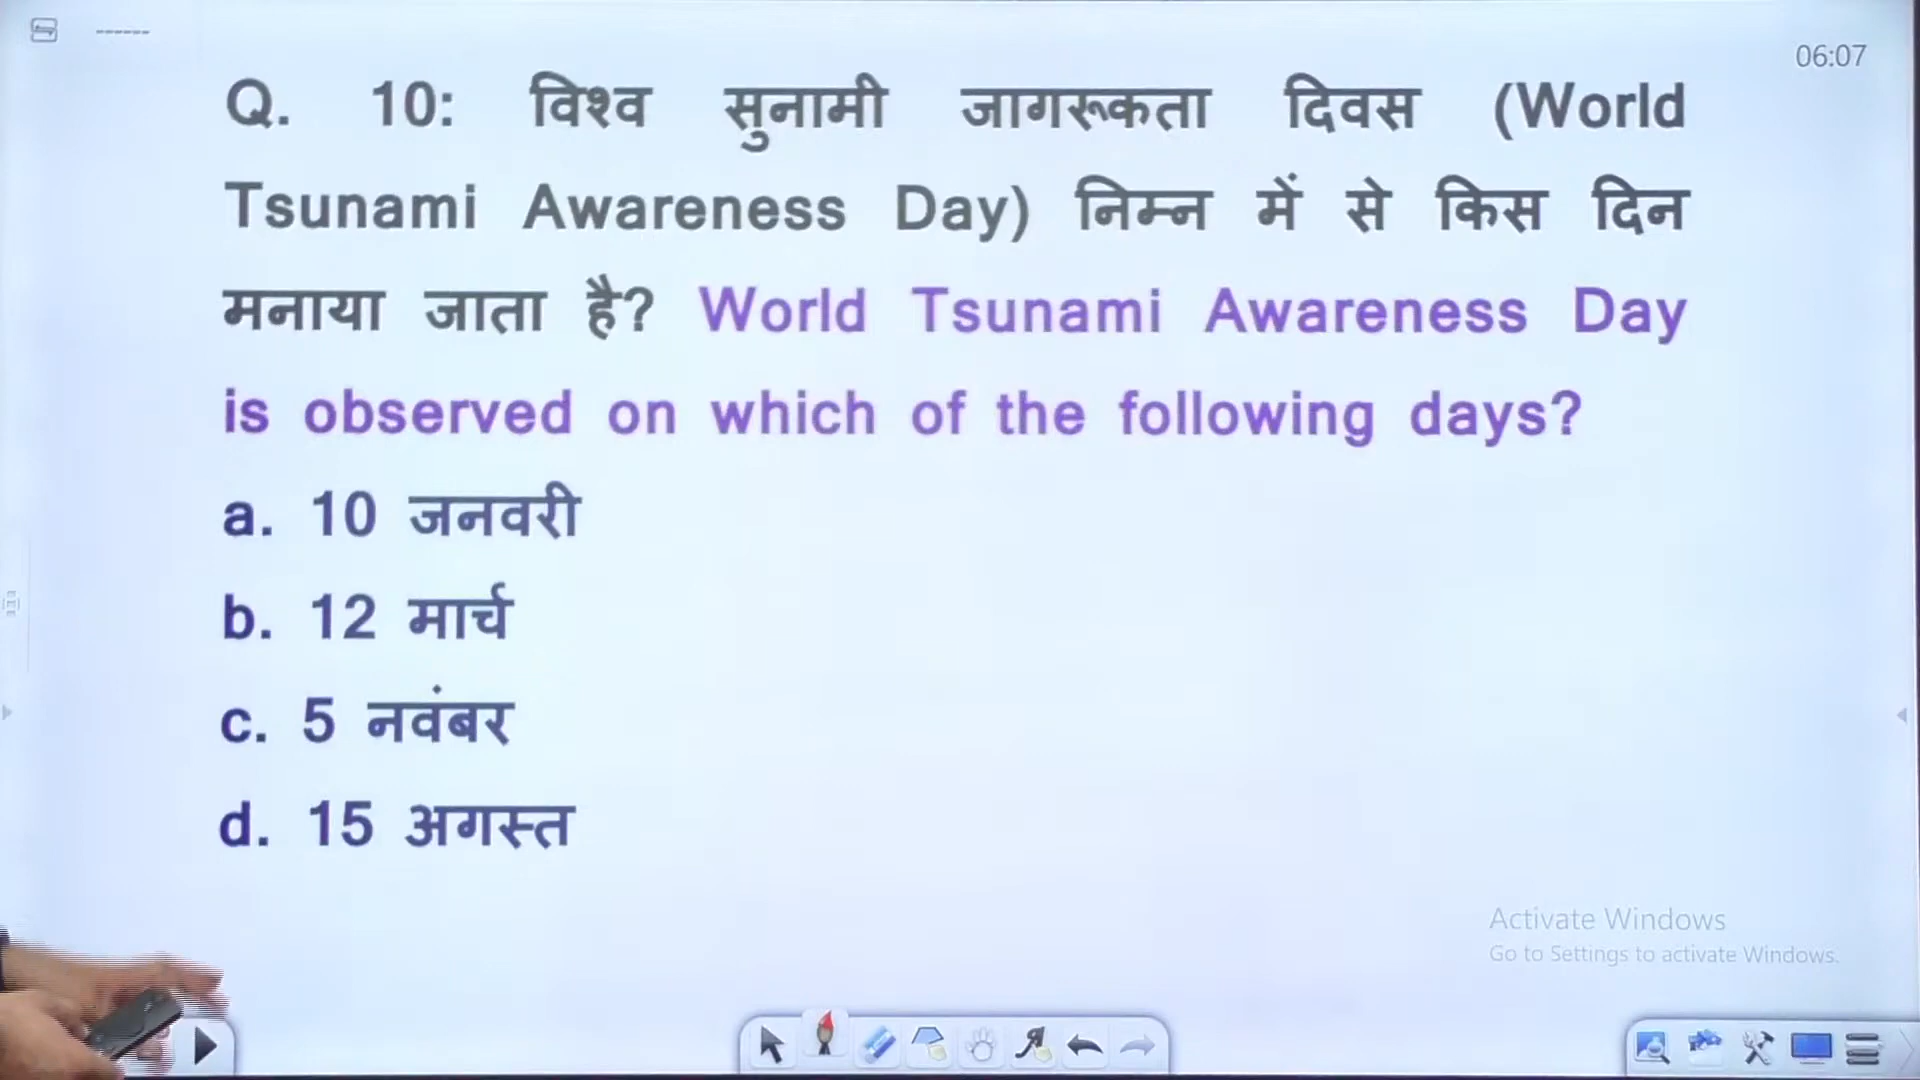 ------
06:07
Q. 10: विश्व सुनामी जागरूकता दिवस (World
Tsunami Awareness Day) निम्न में से किस दिन
मनाया जाता है? World Tsunami Awareness Day
is observed on which of the following days?
a. 10 जनवरी
b. 12 मार्च
c. 5 नवंबर
d. 15 अगस्त
Activate Windows
Go to Settings to activate Windows.